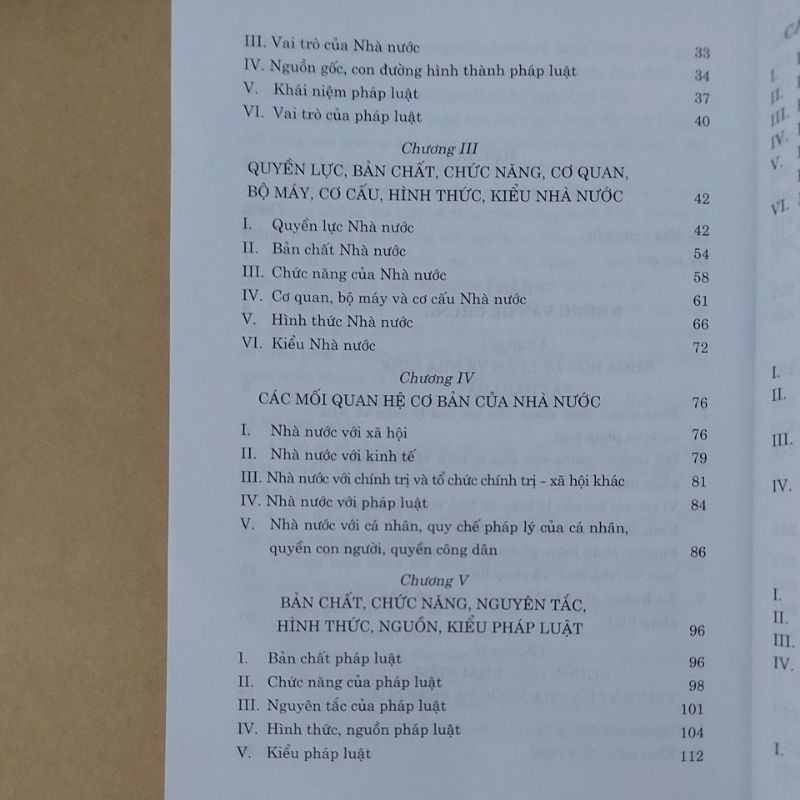 III. Vai trò của Nhà nước 33
IV. Nguồn gốc, con đường hình thành pháp luật 34
V. Khái niệm pháp luật 37
VI. Vai trò của pháp luật 40
Chương III
QUYỀN LỰC, BẢN CHẤT, CHỨC NĂNG, CƠ QUAN,
BỘ MÁY, CƠ CẤU, HÌNH THỨC, KIỂU NHÀ NƯỚC 42
I. Quyền lực Nhà nước 42
II. Bản chất Nhà nước 54
III. Chức năng của Nhà nước 58
IV. Cơ quan, bộ máy và cơ cấu Nhà nước 61
V. Hình thức Nhà nước 66
VI. Kiểu Nhà nước 72
Chương IV
CÁC MỐI QUAN HỆ CƠ BẢN CỦA NHÀ NƯỚC 76
I. Nhà nước với xã hội 76
II. Nhà nước với kinh tế 79
III. Nhà nước với chính trị và tổ chức chính trị - xã hội khác 81
IV. Nhà nước với pháp luật 84
V. Nhà nước với cá nhân, quy chế pháp lý của cá nhân,
quyền con người, quyền công dân 86
Chương V
BẢN CHẤT, CHỨC NĂNG, NGUYÊN TẮC,
HÌNH THỨC, NGUỒN, KIỂU PHÁP LUẬT 96
I. Bản chất pháp luật 96
II. Chức năng của pháp luật 98
III. Nguyên tắc của pháp luật 101
IV. Hình thức, nguồn pháp luật 104
V. Kiểu pháp luật 112
I.
II.
III.
IV.
V.
VI.
I.
II.
III.
IV.
I.
II.
III.
IV.
I.